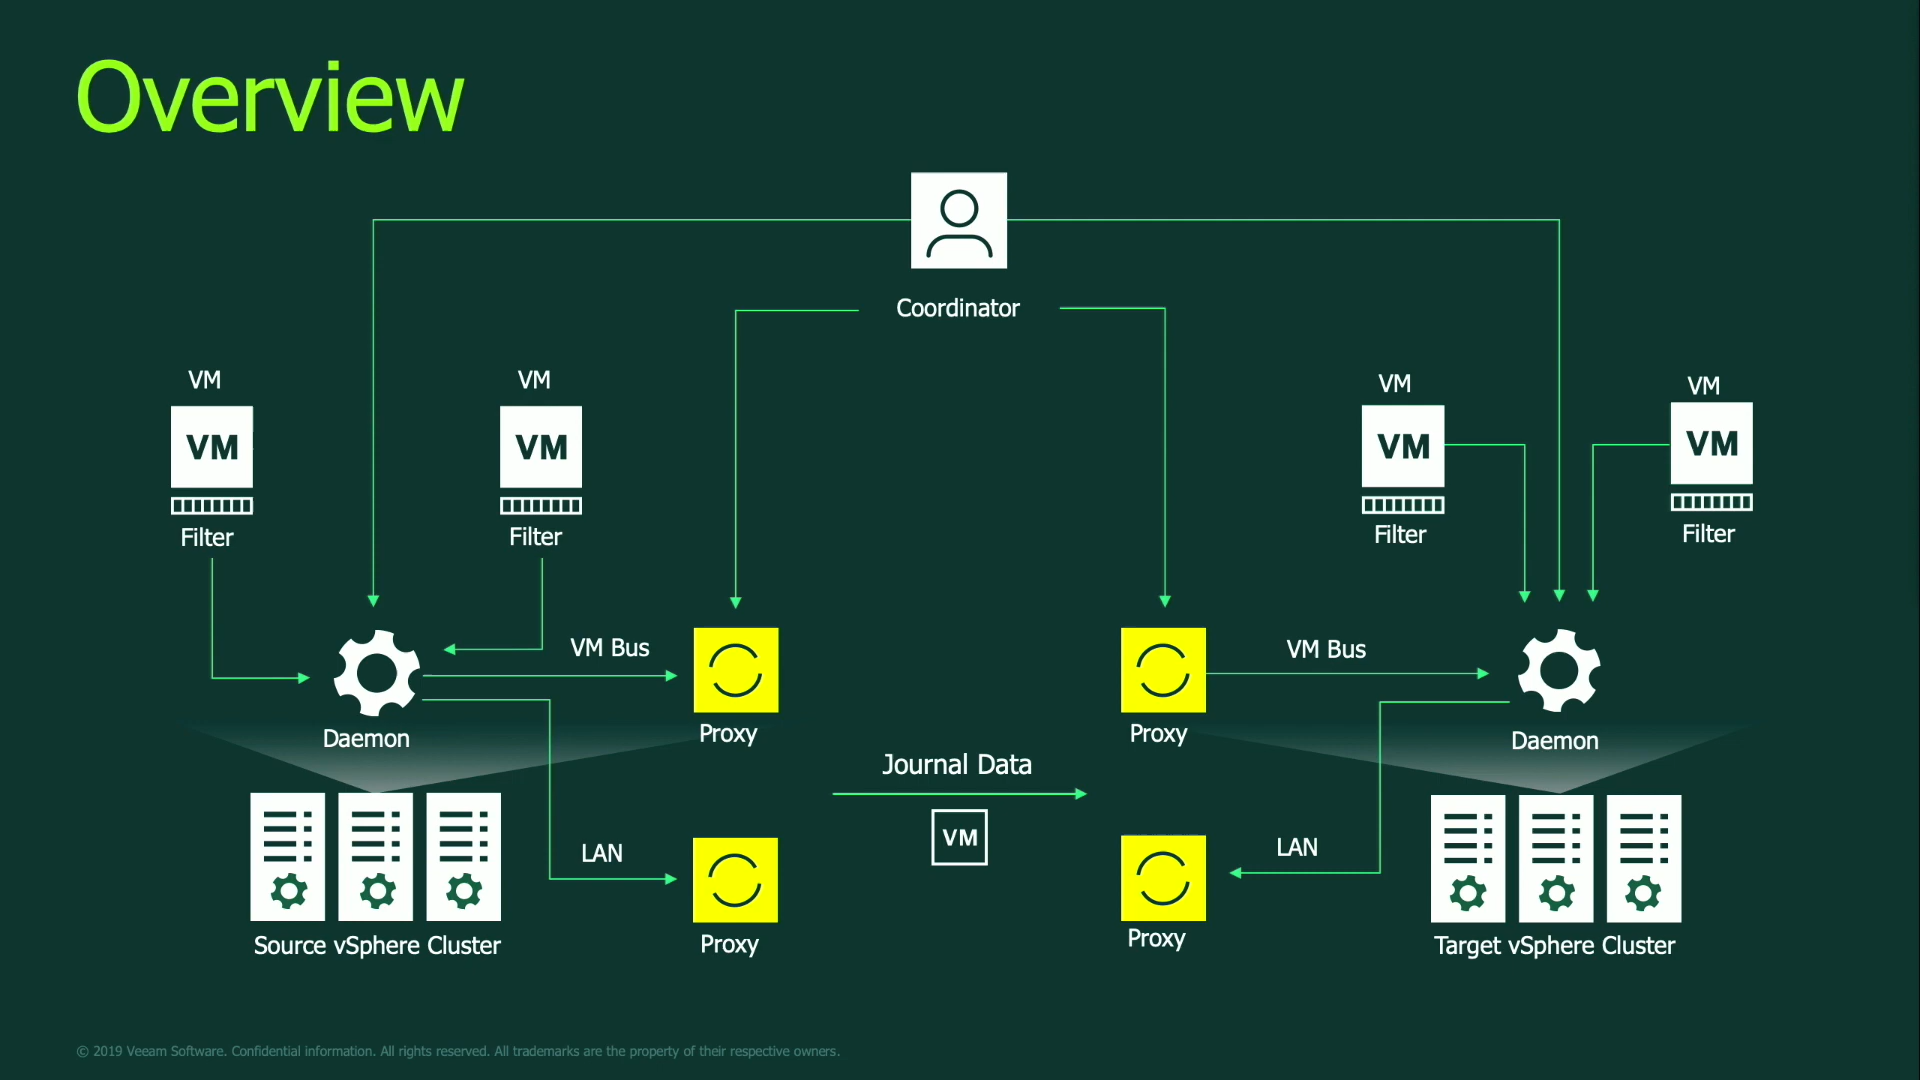 Overview
Coordinator
VM
VM
VM
VM
VM
VM
VM
VM
Filter
Filter
Filter
Filter
VM Bus
VM Bus
Daemon
Proxy
Proxy
Daemon
Journal Data
VM
LAN
LAN
Source vSphere Cluster
Proxy
Proxy
Target vSphere Cluster
© 2019 Veeam Software. Confidential information. All rights reserved. All trademarks are the property of their respective owners.